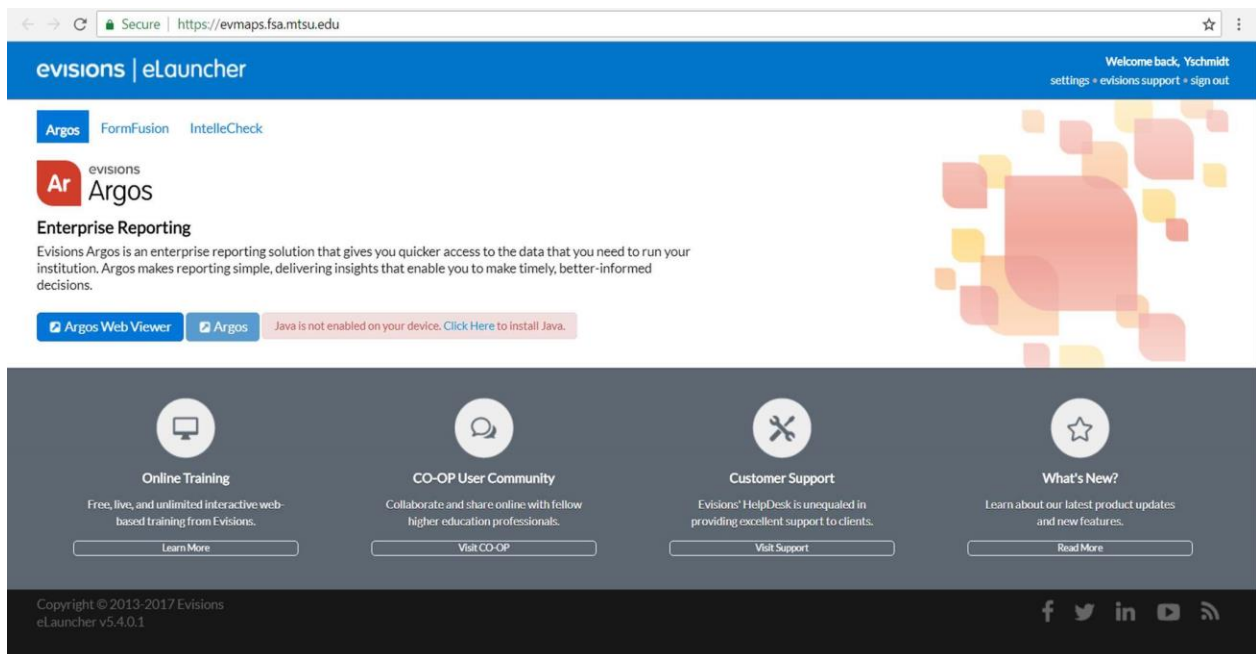 Secure | https://evmaps.fsa.mtsu.edu
evisions | eLauncher
Welcome back, Yschmidt
settings • evisions support • sign out
Argos FormFusion IntelleCheck
Ar evisions Argos
Enterprise Reporting
Evisions Argos is an enterprise reporting solution that gives you quicker access to the data that you need to run your
institution. Argos makes reporting simple, delivering insights that enable you to make timely, better-informed
decisions.
Argos Web Viewer Argos Java is not enabled on your device. Click Here to install Java.
Online Training
Free, live, and unlimited interactive web-
based training from Evisions.
Learn More
CO-OP User Community
Collaborate and share online with fellow
higher education professionals.
Visit CO-OP
Customer Support
Evisions' HelpDesk is unequaled in
providing excellent support to clients.
Visit Support
What's New?
Learn about our latest product updates
and new features.
Read More
Copyright © 2013-2017 Evisions
eLauncher v5.4.0.1